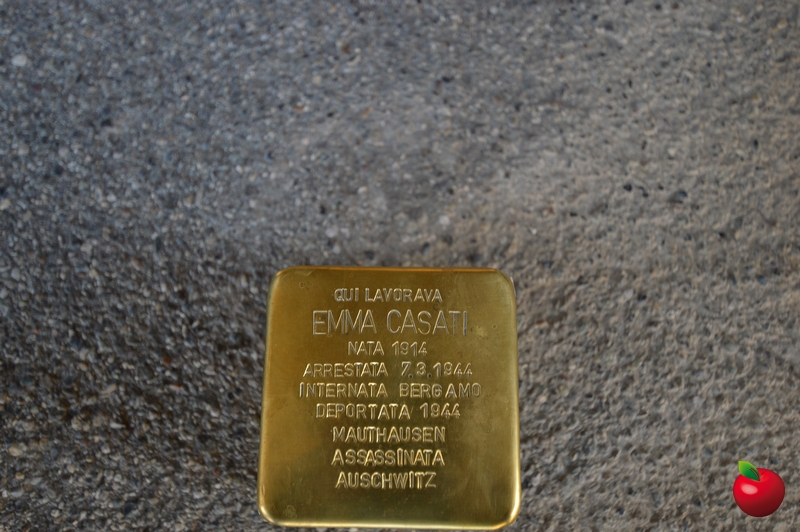 QUI LAVORAVA
EMMA CASATI
NATA 1914
ARRESTATA 7.3.1944
INTERNATA BERGAMO
DEPORTATA 1944
MAUTHAUSEN
ASSASSINATA
AUSCHWITZ